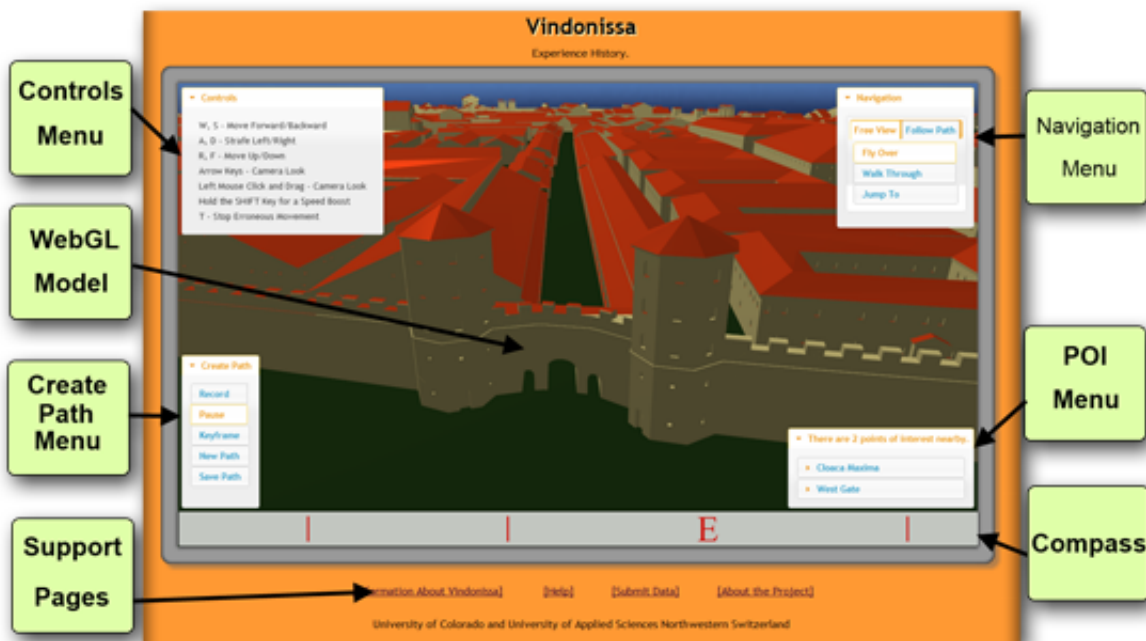 Vindonissa
Experience History.
Controls
Menu
WebGL
Model
Create
Path
Menu
Support
Pages
Controls
W, S - Move Forward/Backward
A, D - Strafe Left/Right
R, F - Move Up/Down
Arrow Keys - Camera Look
Left Mouse Click and Drag - Camera Look
Hold the SHIFT Key for a Speed Boost
T - Stop Erroneous Movement
Create Path
Record
Pause
Keyframe
New Path
Save Path
Navigation
Free View Follow Path
Fly Over
Walk Through
Jump To
There are 2 points of interest nearby.
Cloaca Maxima
West Gate
E
Navigation
Menu
POI
Menu
Compass
ormation About Vindonissa] [Help] [Submit Data] [About the Project]
University of Colorado and University of Applied Sciences Northwestern Switzerland